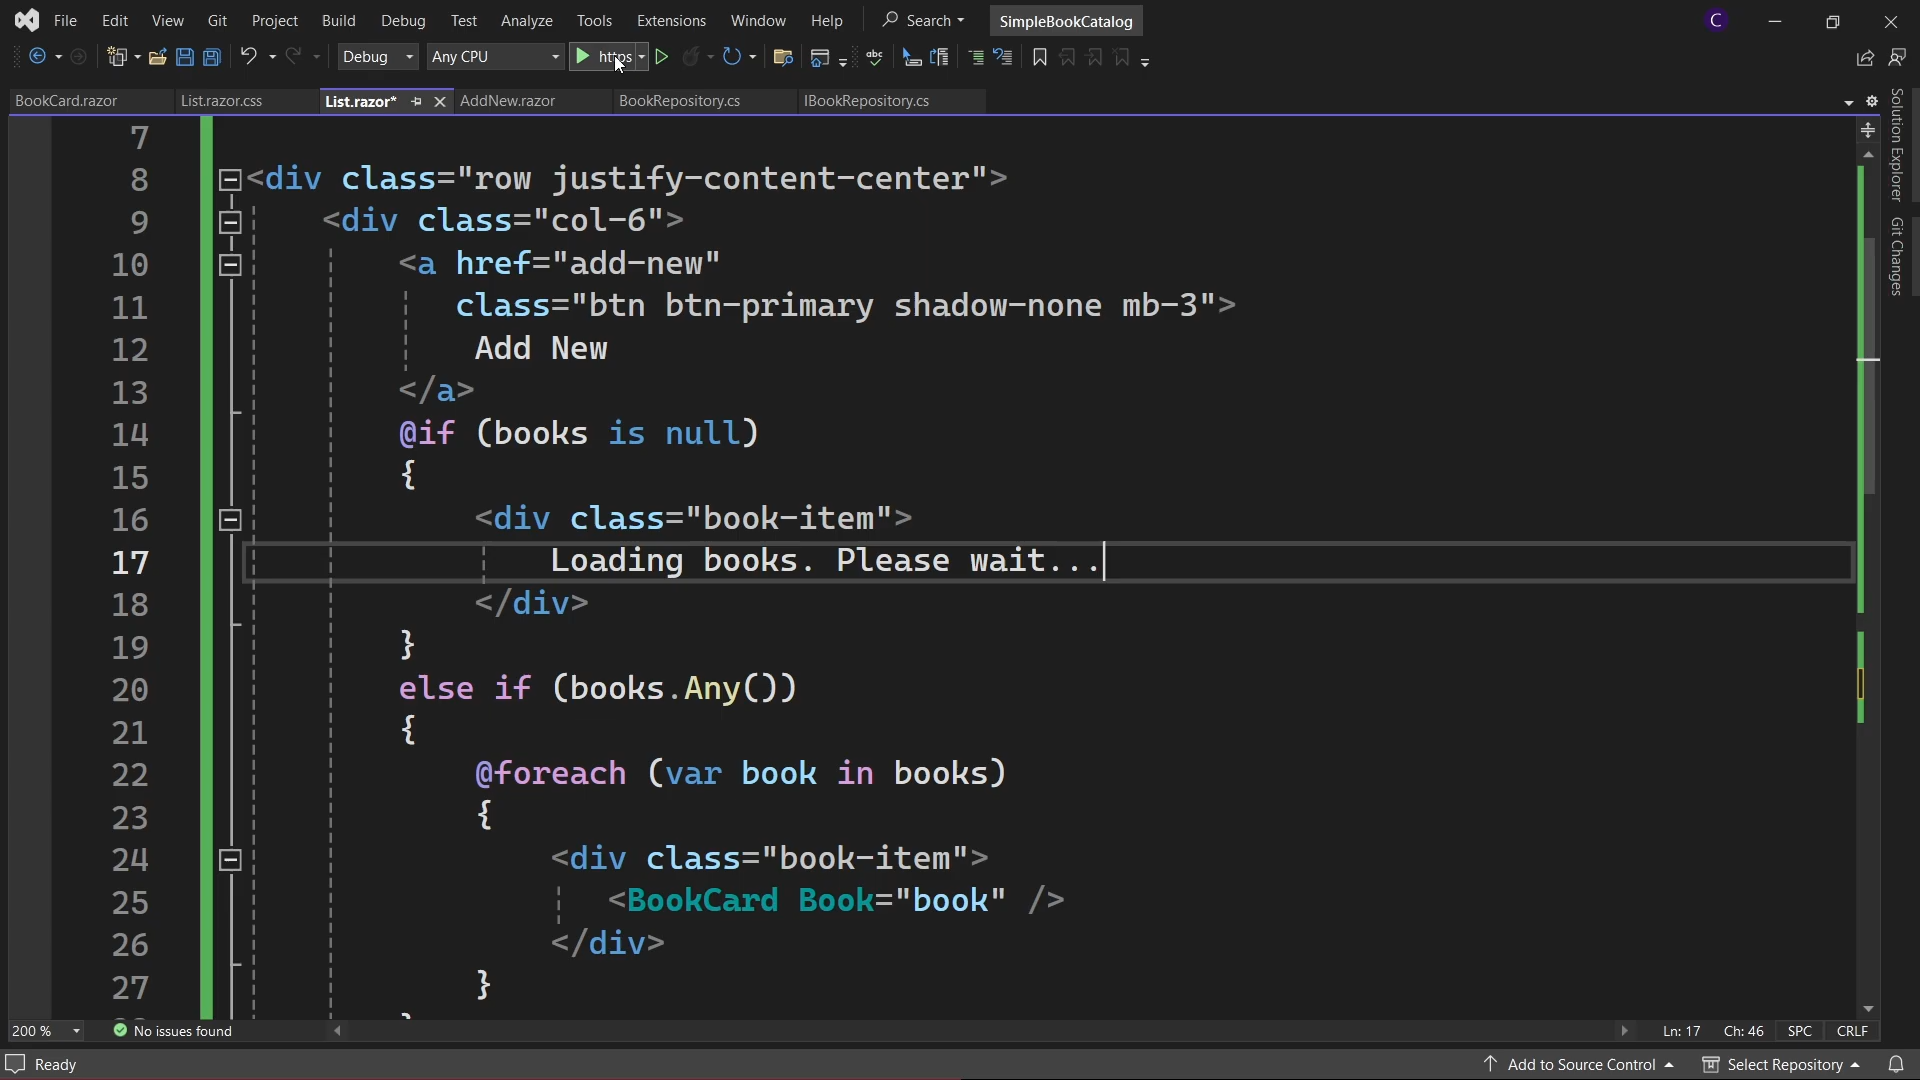 File Edit View Git Project Build Debug Test Analyze Tools Extensions Window Help Search SimpleBookCatalog C
Debug Any CPU https abc
BookCard.razor List.razor.css List.razor* AddNew.razor BookRepository.cs IBookRepository.cs
Solution Explorer
Git Changes
7
8 <div class="row justify-content-center">
9 <div class="col-6">
10 <a href="add-new"
11 class="btn btn-primary shadow-none mb-3">
12 Add New
13 </a>
14 @if (books is null)
15 {
16 <div class="book-item">
17 Loading books. Please wait...
18 </div>
19 }
20 else if (books.Any())
21 {
22 @foreach (var book in books)
23 {
24 <div class="book-item">
25 <BookCard Book="book" />
26 </div>
27 }
200 % No issues found Ln: 17 Ch: 46 SPC CRLF
Ready Add to Source Control Select Repository